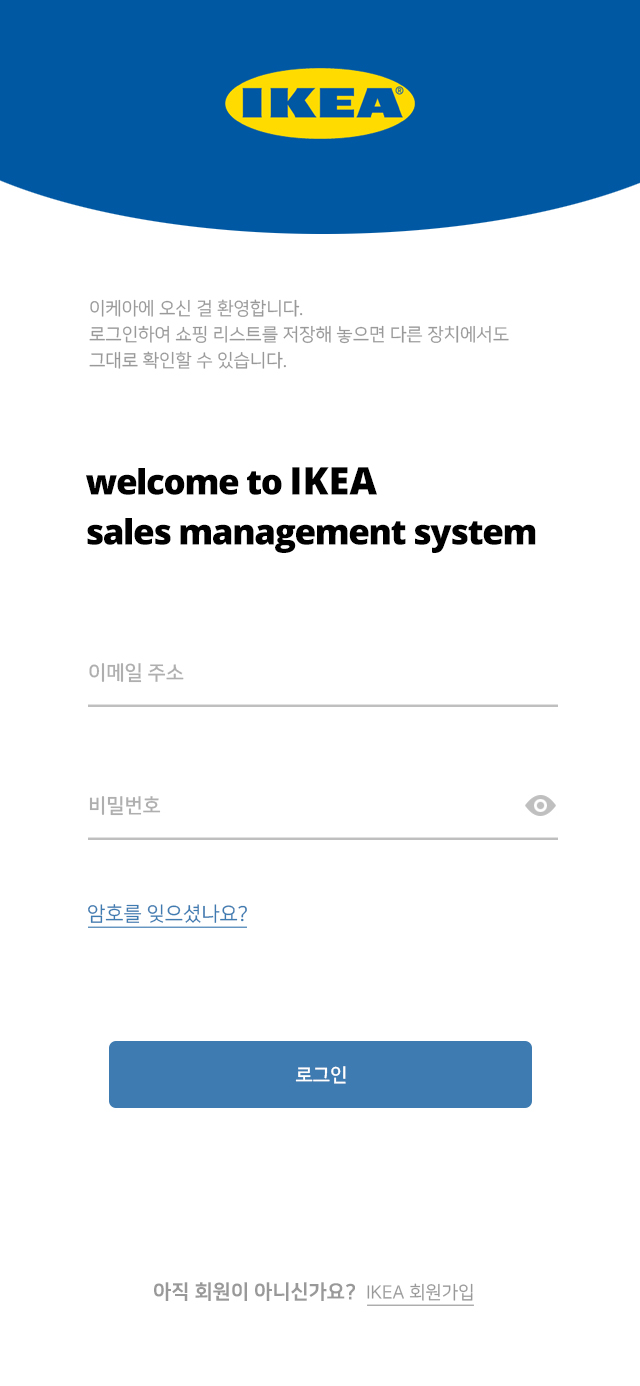 IKEA®
이케아에 오신 걸 환영합니다.
로그인하여 쇼핑 리스트를 저장해 놓으면 다른 장치에서도
그대로 확인할 수 있습니다.
welcome to IKEA
sales management system
이메일 주소
비밀번호
암호를 잊으셨나요?
로그인
아직 회원이 아니신가요? IKEA 회원가입